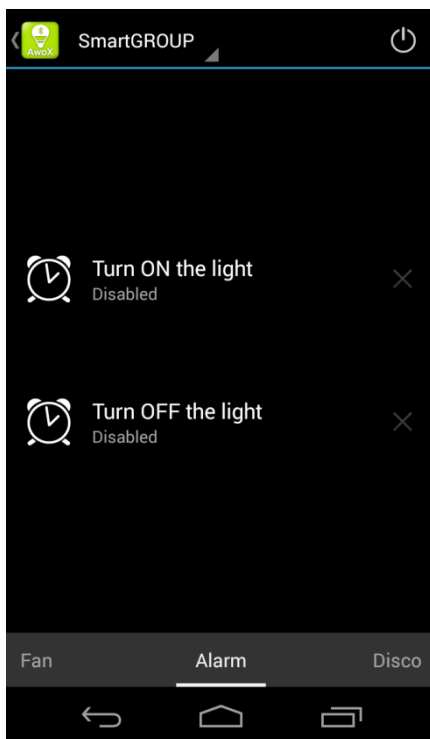 AwoX
SmartGROUP
Turn ON the light
Disabled
Turn OFF the light
Disabled
Fan
Alarm
Disco